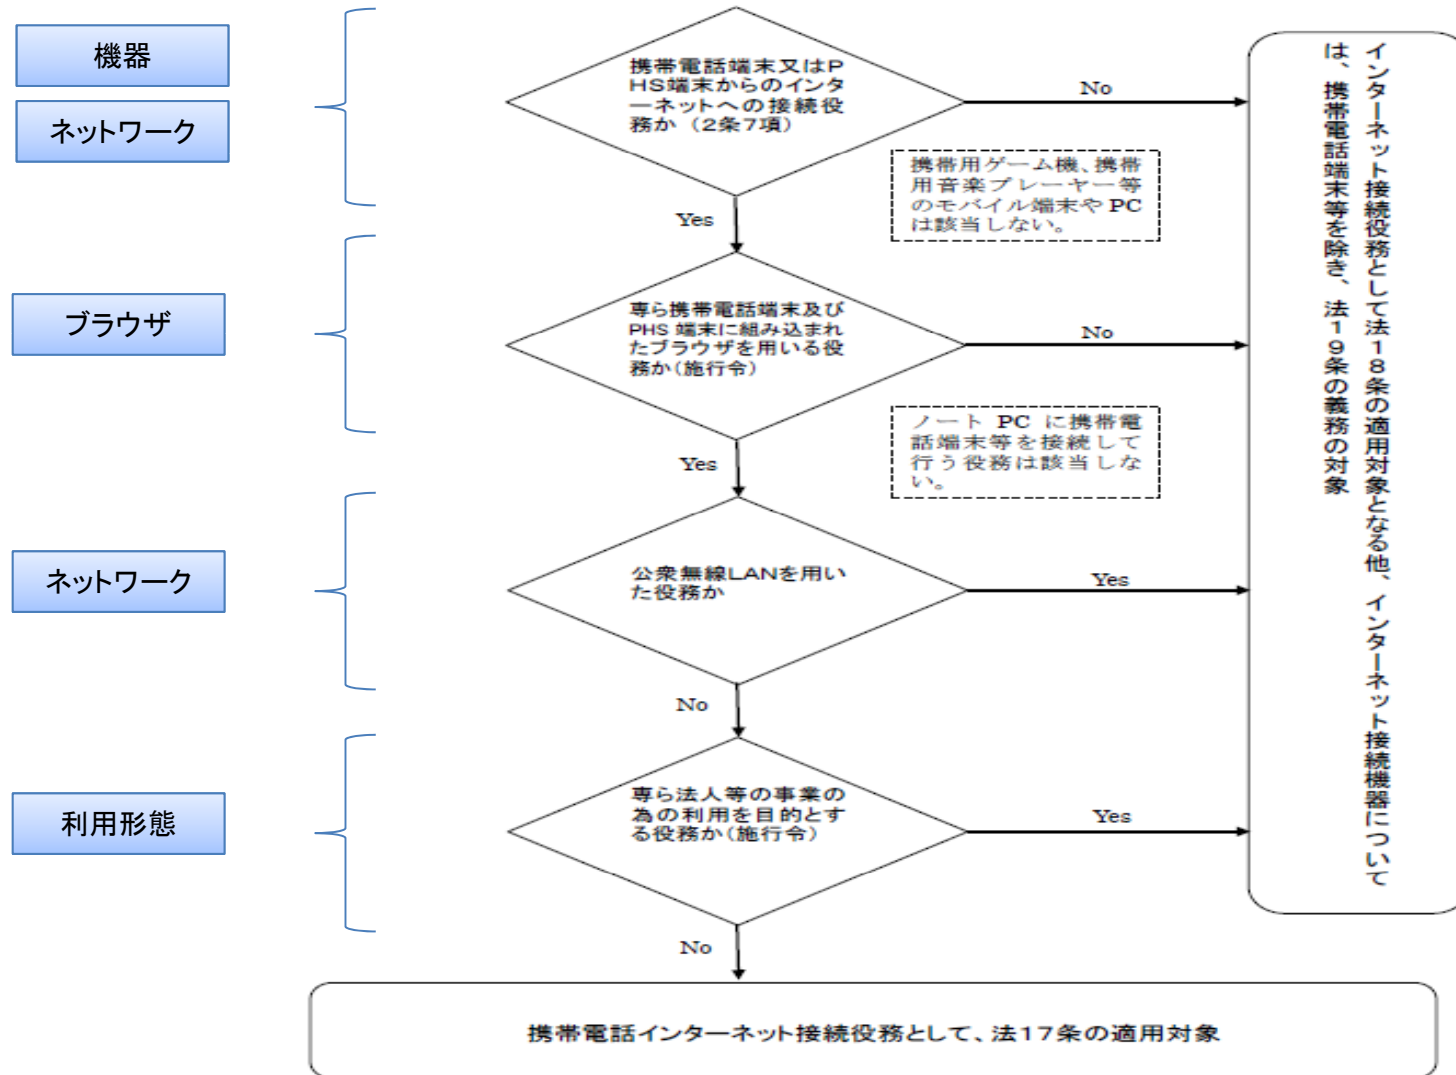 機器
ネットワーク
携帯電話端末又はP
HS端末からのインタ
ーネットへの接続役
務か（2条7項）
No
携帯用ゲーム機、携帯
用音楽プレーヤー等
のモバイル端末や PC
は該当しない。
Yes
ブラウザ
専ら携帯電話端末及び
PHS 端末に組み込まれ
たブラウザを用いる役
務か（施行令）
No
ノート PC に携帯電
話端末等を接続して
行う役務は該当しな
い。
Yes
ネットワーク
公衆無線LANを用い
た役務か
Yes
No
利用形態
専ら法人等の事業の
為の利用を目的とす
る役務か（施行令）
Yes
No
インターネット接続役務として法18条の適用対象となる他、インターネット接続機器について
は、携帯電話端末等を除き、法19条の義務の対象
携帯電話インターネット接続役務として、法17条の適用対象